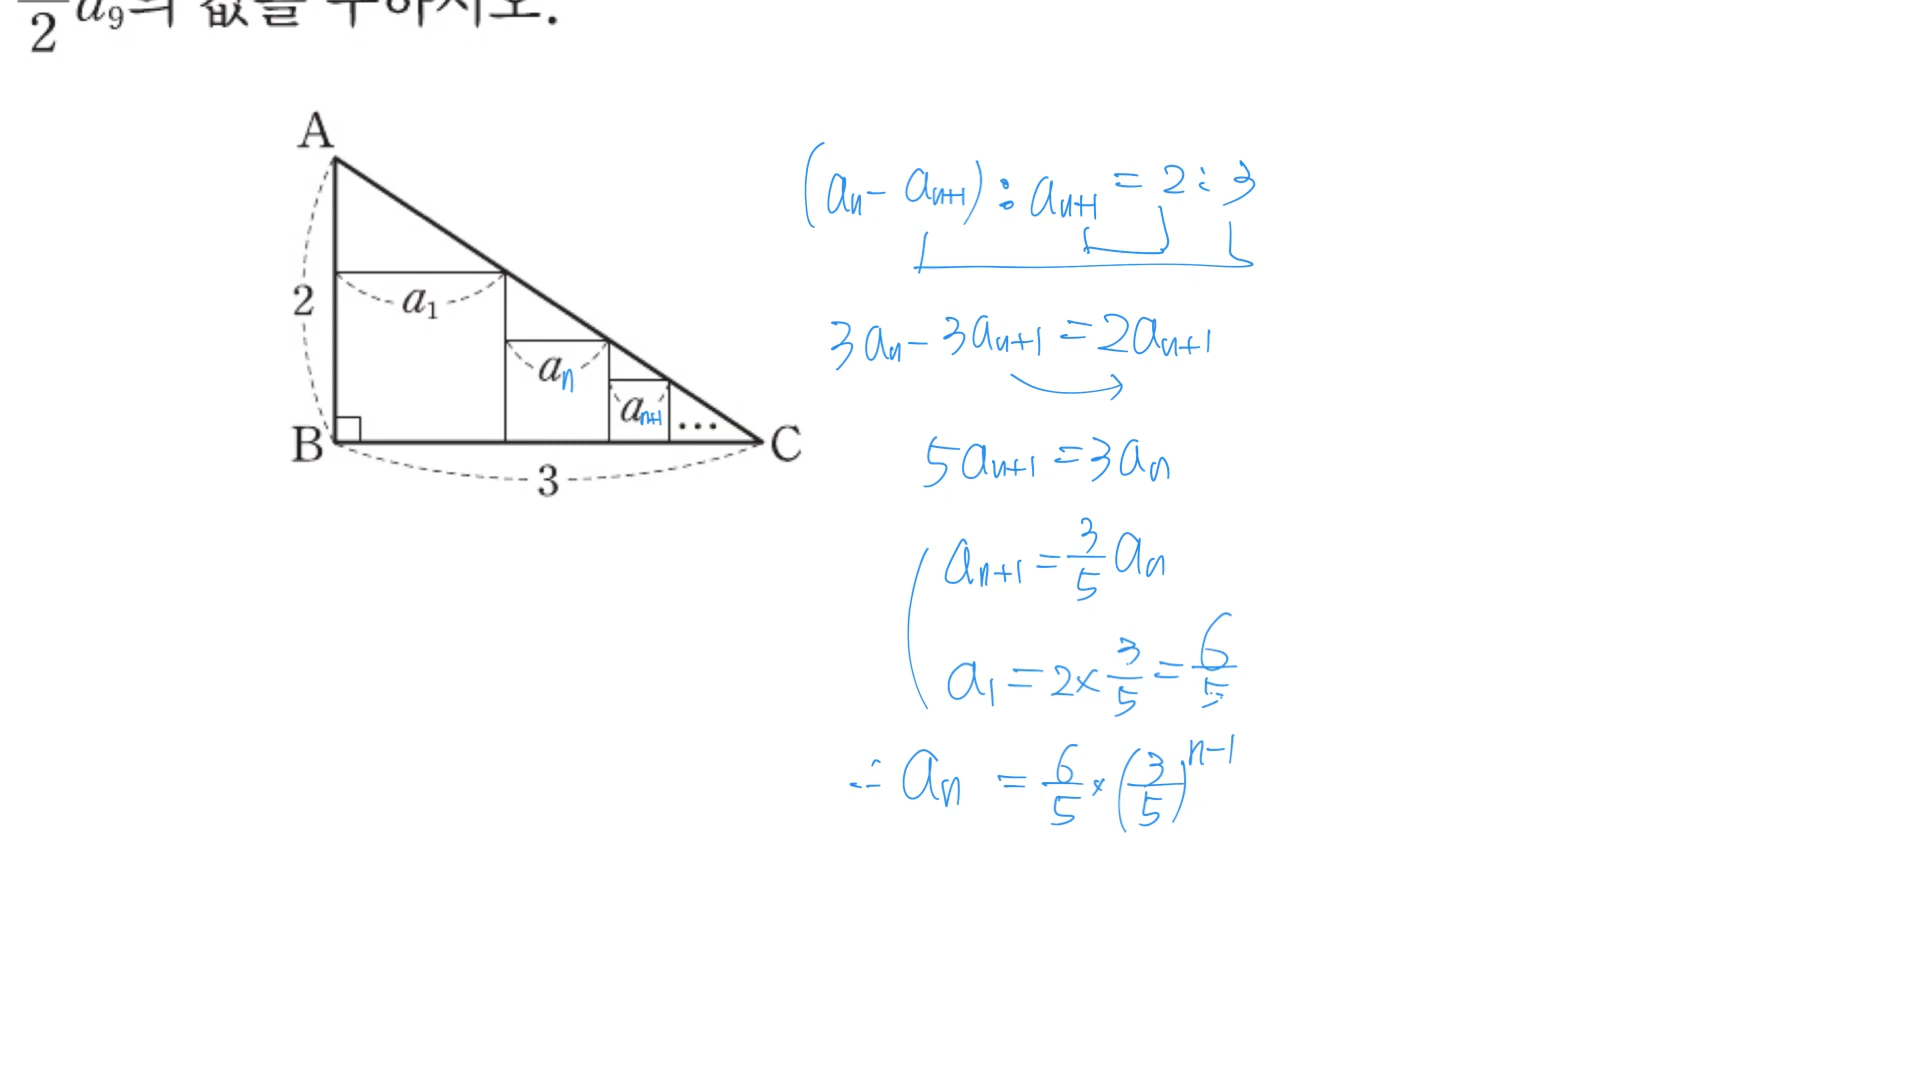 2 a₉의 값을 구하시오.
A
2
a₁
aₙ
aₙ₊₁
...
B
C
3
(aₙ - aₙ₊₁) : aₙ₊₁ = 2 : 3
3aₙ - 3aₙ₊₁ = 2aₙ₊₁
5aₙ₊₁ = 3aₙ
aₙ₊₁ = 3/5 aₙ
a₁ = 2 × 3/5 = 6/5
∴ aₙ = 6/5 × (3/5)ⁿ⁻¹